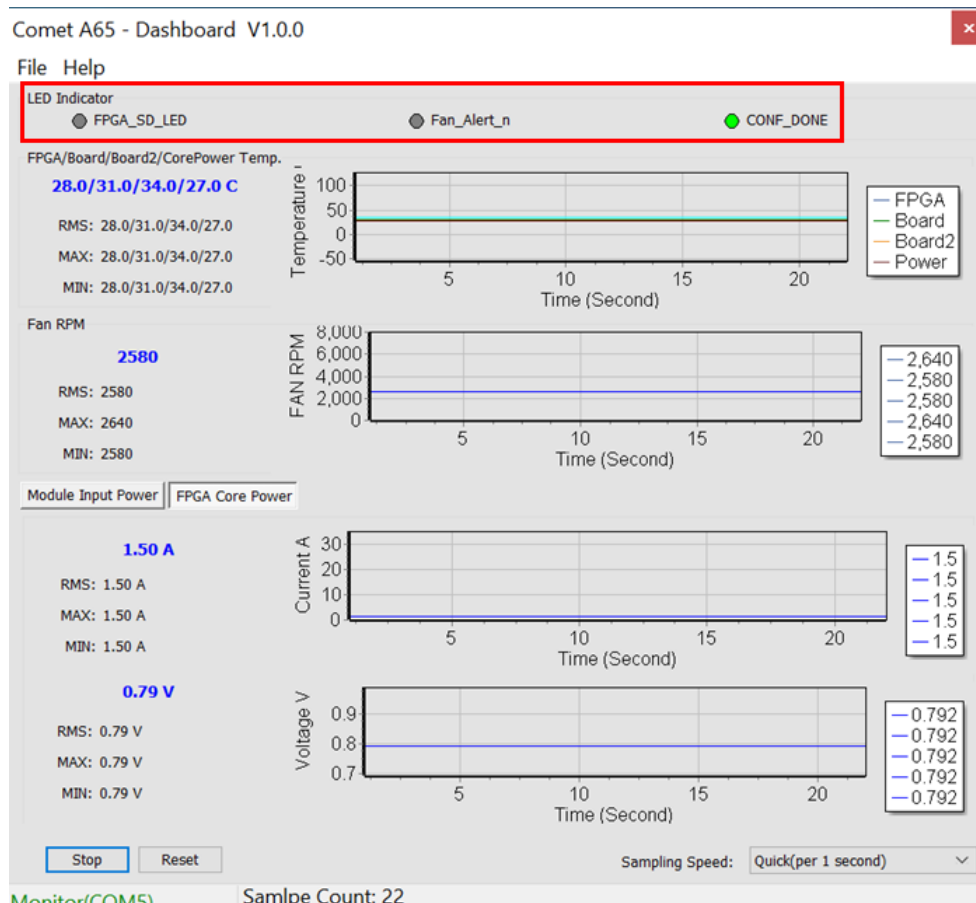 Comet A65 - Dashboard V1.0.0
×
File Help
LED Indicator
FPGA_SD_LED Fan_Alert_n CONF_DONE
FPGA/Board/Board2/CorePower Temp.
28.0/31.0/34.0/27.0 C
RMS: 28.0/31.0/34.0/27.0
MAX: 28.0/31.0/34.0/27.0
MIN: 28.0/31.0/34.0/27.0
Temperature
100
50
0
-50
5 10 15 20
Time (Second)
FPGA
Board
Board2
Power
Fan RPM
2580
RMS: 2580
MAX: 2640
MIN: 2580
FAN RPM
8,000
6,000
4,000
2,000
0
5 10 15 20
Time (Second)
2,640
2,580
2,580
2,640
2,580
Module Input Power FPGA Core Power
1.50 A
RMS: 1.50 A
MAX: 1.50 A
MIN: 1.50 A
Current A
30
20
10
0
5 10 15 20
Time (Second)
1.5
1.5
1.5
1.5
1.5
0.79 V
RMS: 0.79 V
MAX: 0.79 V
MIN: 0.79 V
Voltage V
0.9
0.8
0.7
5 10 15 20
Time (Second)
0.792
0.792
0.792
0.792
0.792
Stop Reset Sampling Speed: Quick(per 1 second)
Monitor(COM5) Samlpe Count: 22